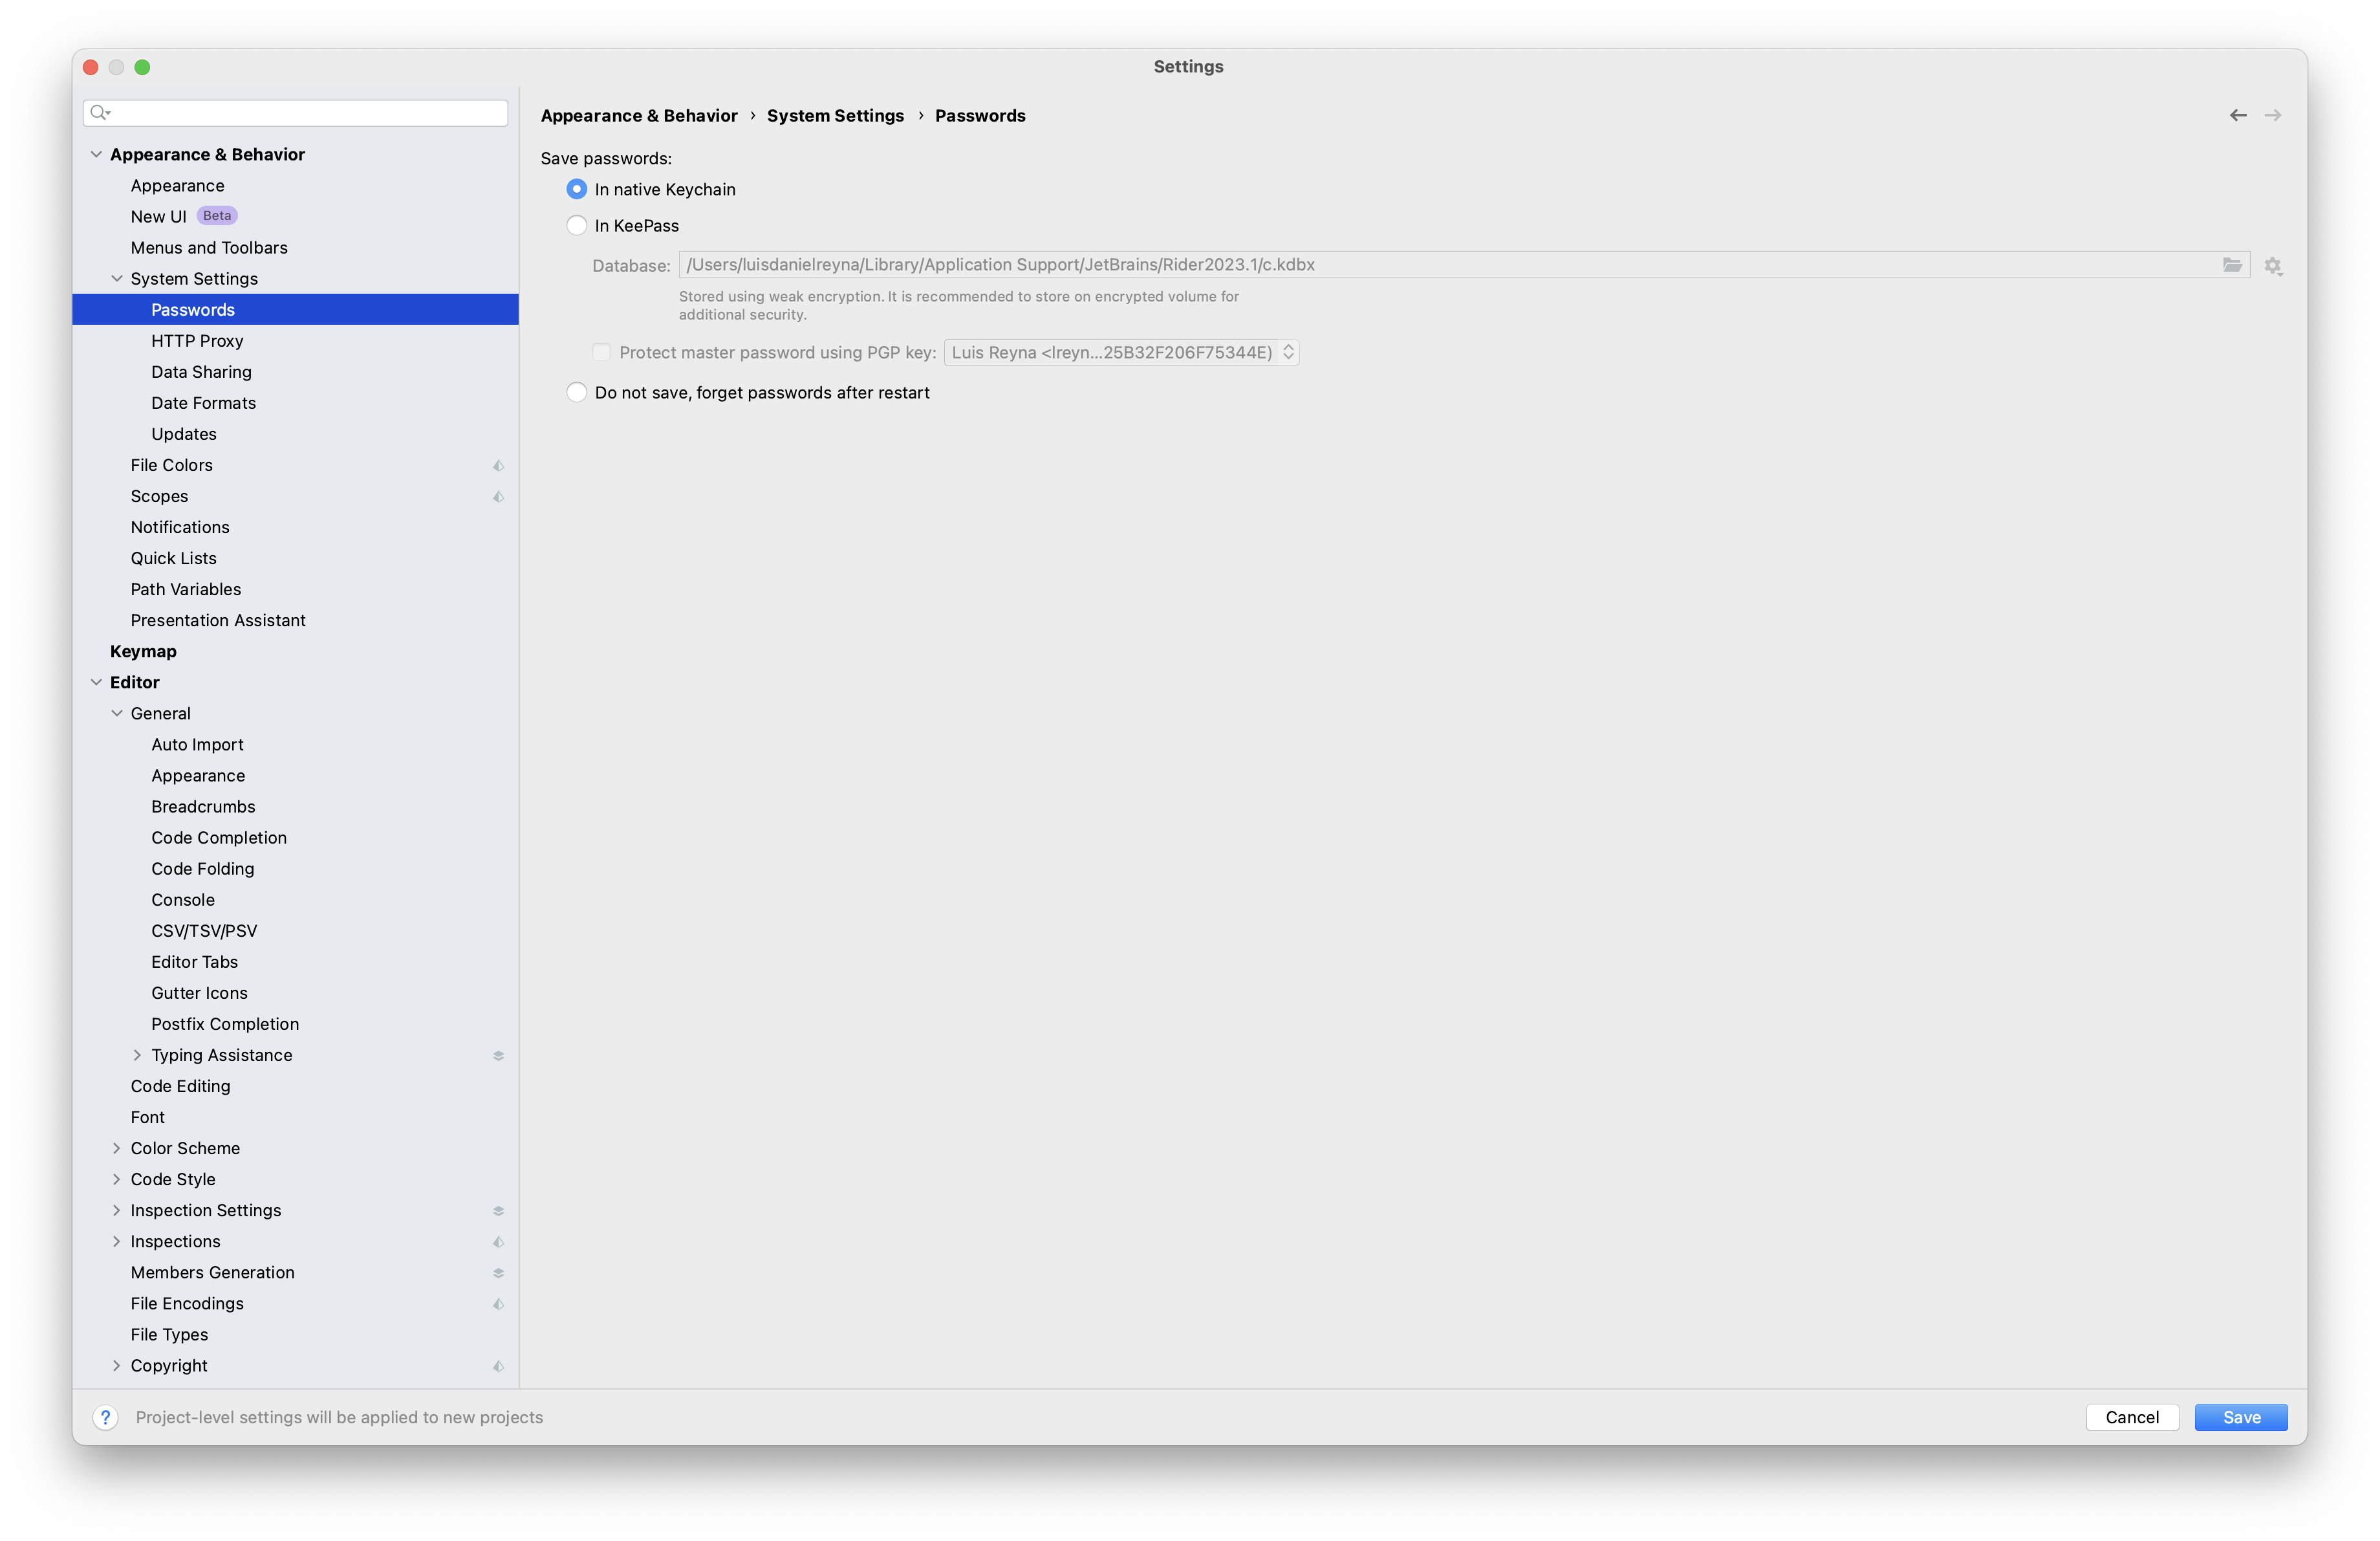 Settings
Appearance & Behavior
Appearance
New UI Beta
Menus and Toolbars
System Settings
Passwords
HTTP Proxy
Data Sharing
Date Formats
Updates
File Colors
Scopes
Notifications
Quick Lists
Path Variables
Presentation Assistant
Keymap
Editor
General
Auto Import
Appearance
Breadcrumbs
Code Completion
Code Folding
Console
CSV/TSV/PSV
Editor Tabs
Gutter Icons
Postfix Completion
Typing Assistance
Code Editing
Font
Color Scheme
Code Style
Inspection Settings
Inspections
Members Generation
File Encodings
File Types
Copyright
Appearance & Behavior › System Settings › Passwords
Save passwords:
In native Keychain
In KeePass
Database: /Users/luisdanielreyna/Library/Application Support/JetBrains/Rider2023.1/c.kdbx
Stored using weak encryption. It is recommended to store on encrypted volume for
additional security.
Protect master password using PGP key: Luis Reyna <lreyn...25B32F206F75344E)
Do not save, forget passwords after restart
? Project-level settings will be applied to new projects
Cancel Save